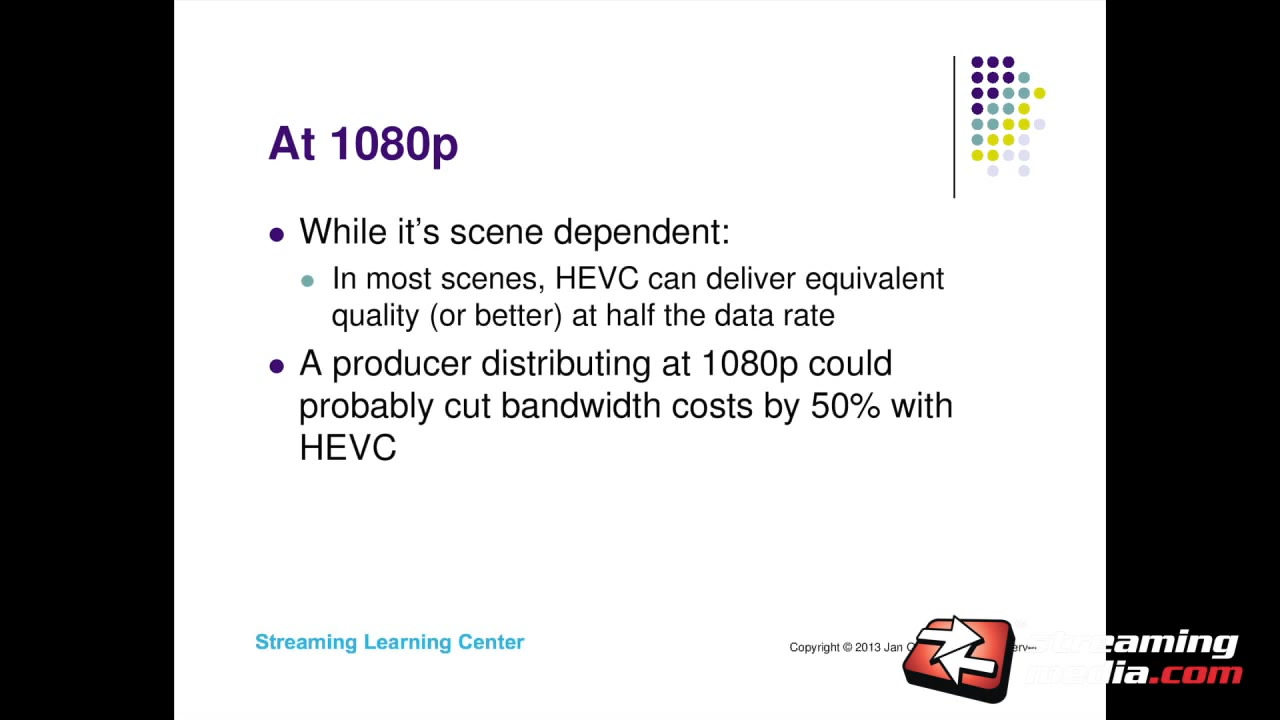 At 1080p
While it's scene dependent:
In most scenes, HEVC can deliver equivalent
quality (or better) at half the data rate
A producer distributing at 1080p could
probably cut bandwidth costs by 50% with
HEVC
Streaming Learning Center
Copyright © 2013 Jan
streaming
media.com